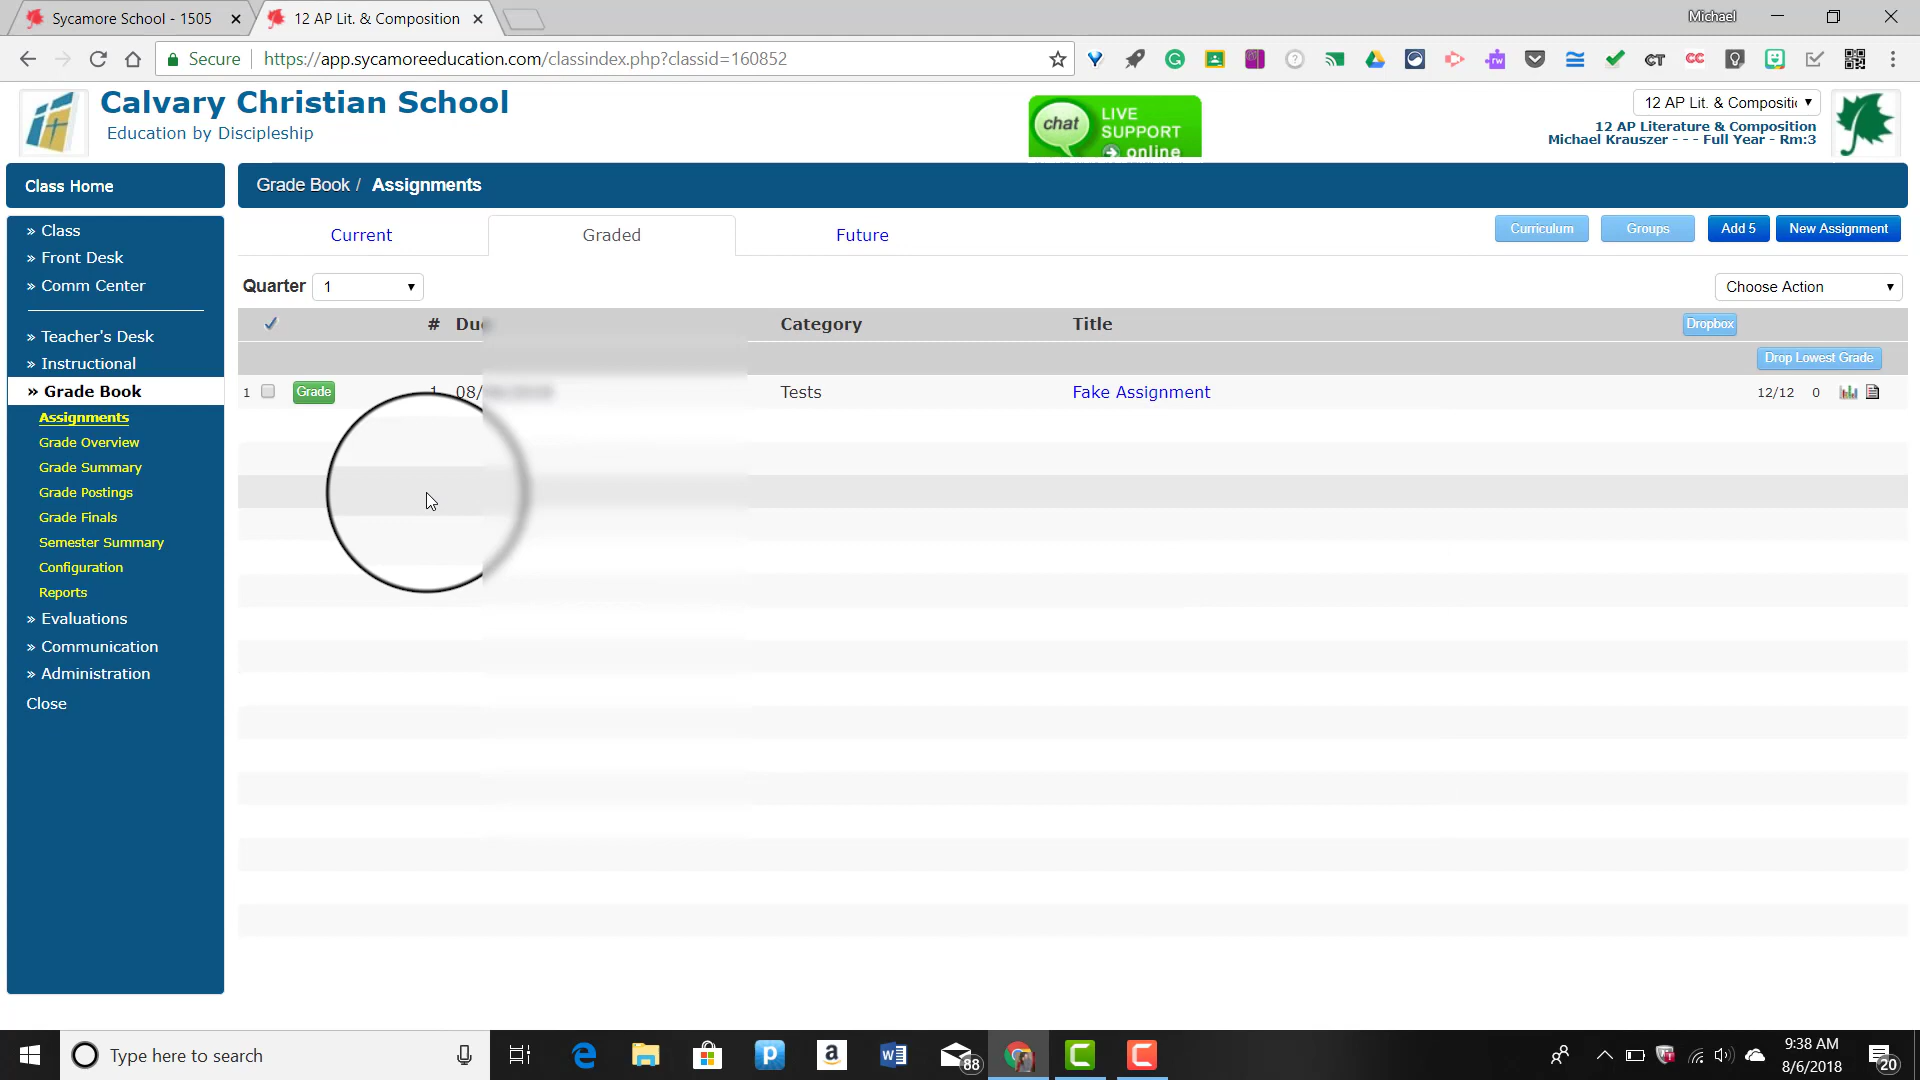 Sycamore School - 1505
12 AP Lit. & Composition
Michael
Secure
https://app.sycamoreeducation.com/classindex.php?classid=160852
Calvary Christian School
Education by Discipleship
chat
LIVE
SUPPORT
online
12 AP Lit. & Compositi
12 AP Literature & Composition
Michael Krauszer - - - Full Year - Rm:3
Class Home
» Class
» Front Desk
» Comm Center
» Teacher's Desk
» Instructional
» Grade Book
Assignments
Grade Overview
Grade Summary
Grade Postings
Grade Finals
Semester Summary
Configuration
Reports
» Evaluations
» Communication
» Administration
Close
Grade Book / Assignments
Current
Graded
Future
Curriculum
Groups
Add 5
New Assignment
Quarter 1
Choose Action
# Due Category Title Dropbox
Drop Lowest Grade
1 Grade 1 08/ Tests Fake Assignment 12/12 0
Type here to search
88
9:38 AM
8/6/2018
20